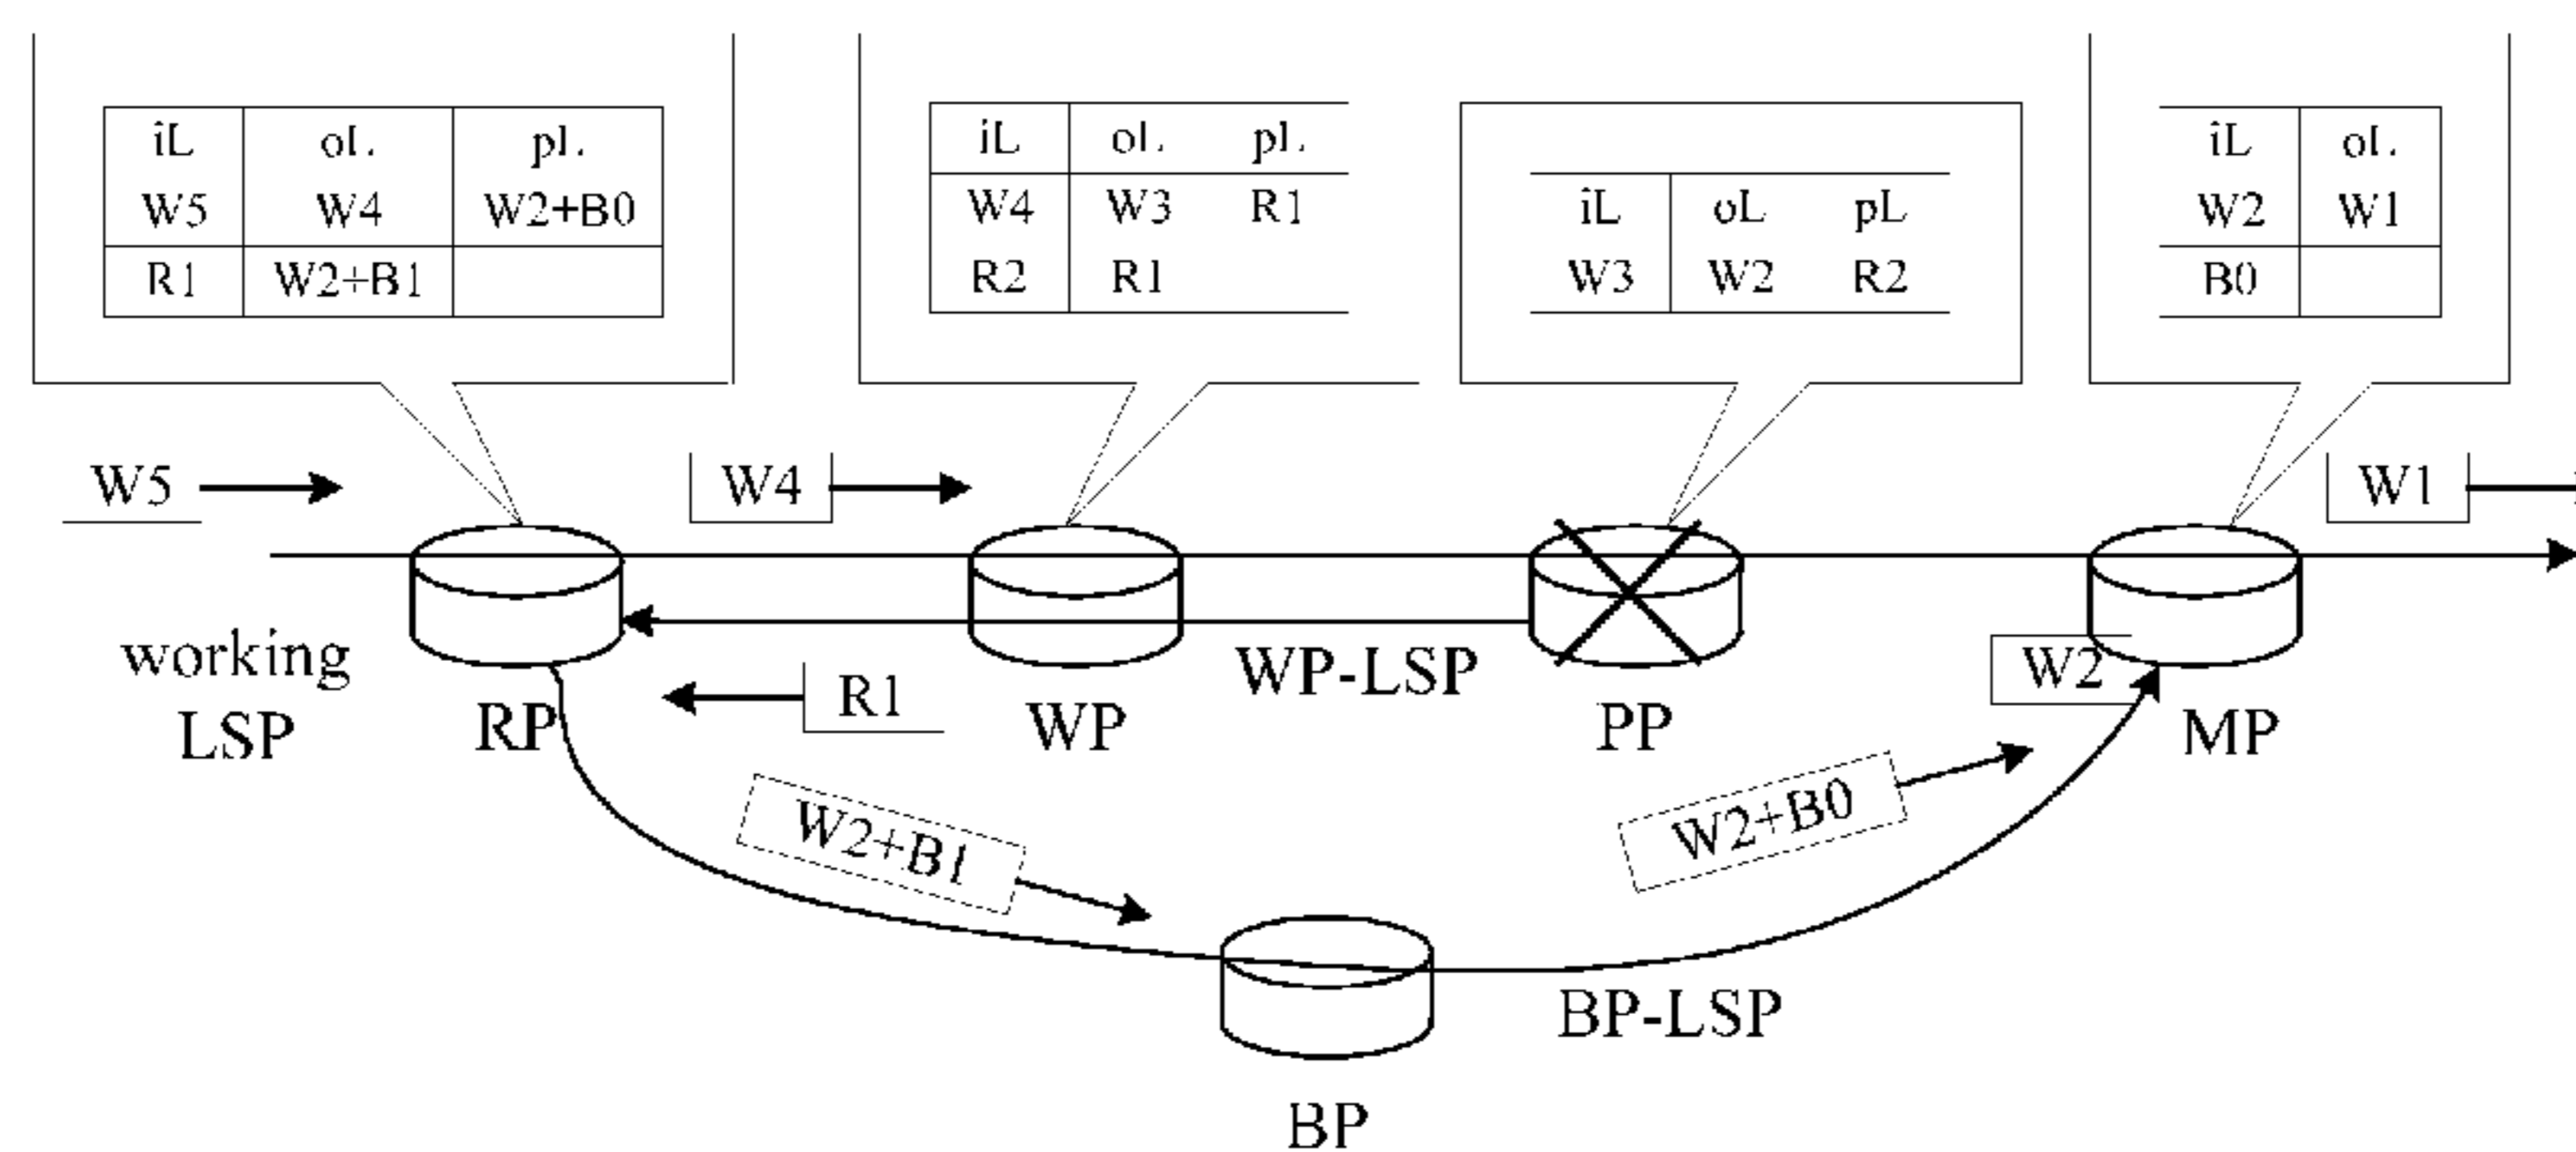 iL oL pL
W5 W4 W2+B0
R1 W2+B1
iL oL pL
W4 W3 R1
R2 R1
iL oL pL
W3 W2 R2
iL oL
W2 W1
B0
W5
W4
W1
working
LSP
RP
R1
WP
WP-LSP
PP
W2
MP
W2+B1
W2+B0
BP-LSP
BP